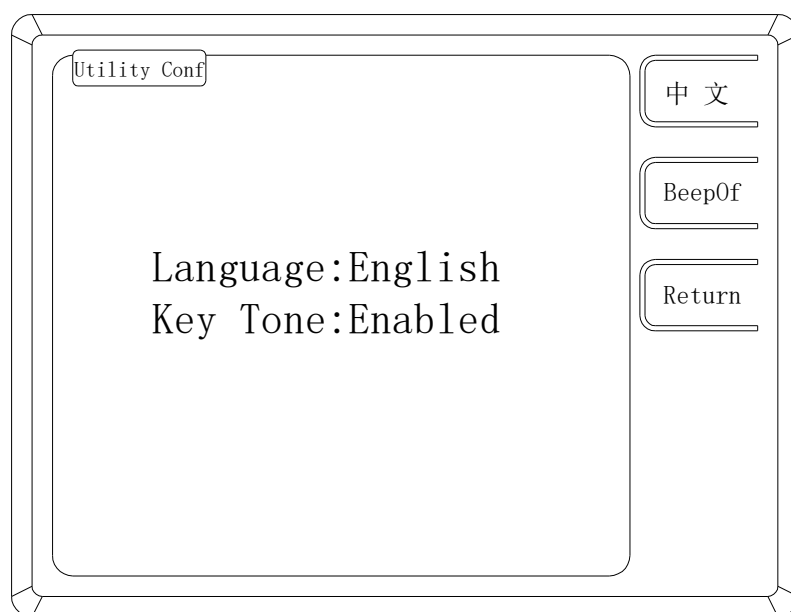 Utility Conf
中 文
BeepOf
Language:English
Key Tone:Enabled
Return